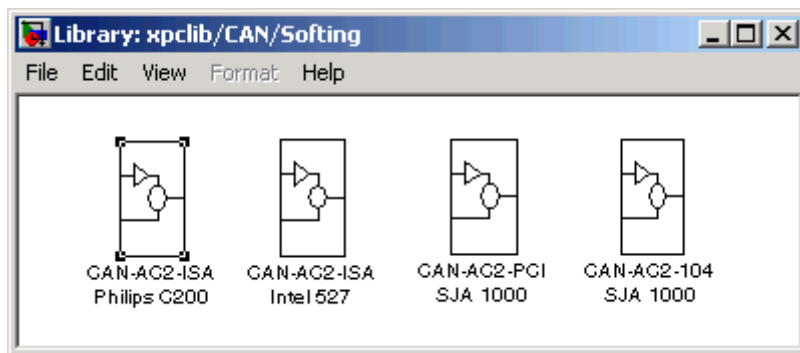 Library: xpclib/CAN/Softing
File Edit View Format Help
CAN-AC2-ISA CAN-AC2-ISA CAN-AC2-PCI CAN-AC2-104
Philips C200 Intel 527 SJA 1000 SJA 1000